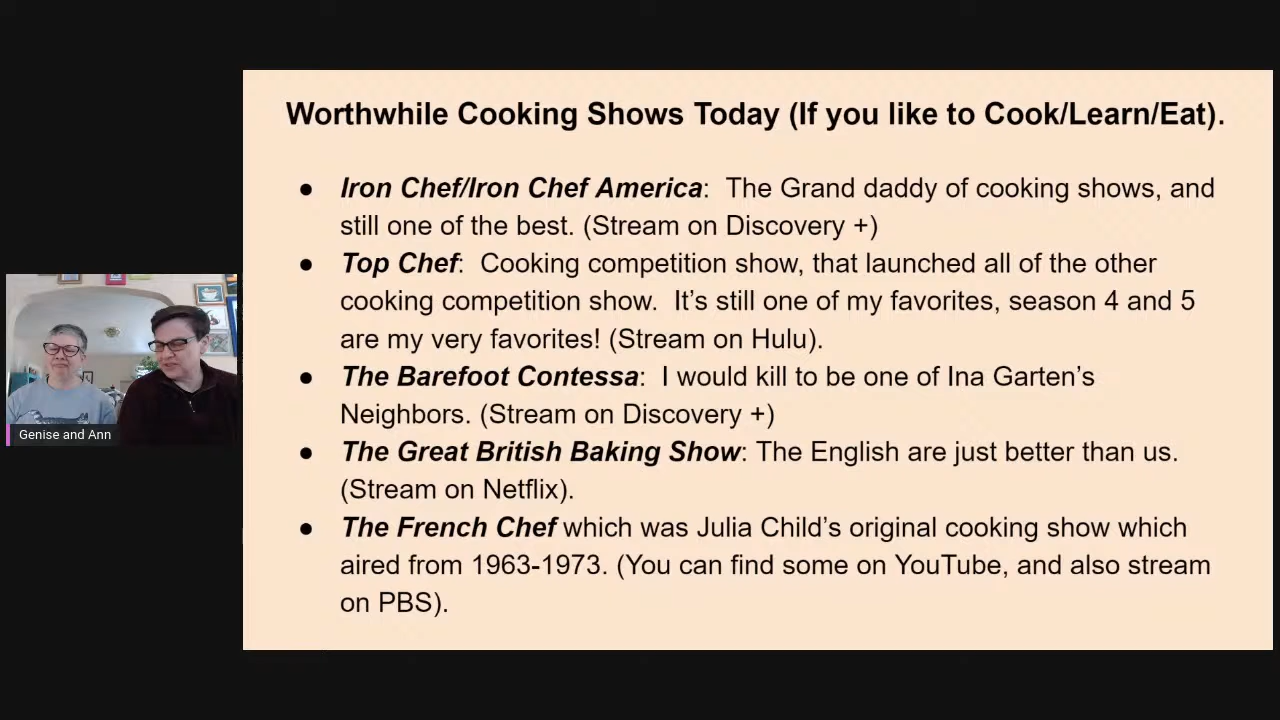 Worthwhile Cooking Shows Today (If you like to Cook/Learn/Eat).
● Iron Chef/Iron Chef America:  The Grand daddy of cooking shows, and
still one of the best. (Stream on Discovery +)
● Top Chef:  Cooking competition show, that launched all of the other
cooking competition show.  It’s still one of my favorites, season 4 and 5
are my very favorites! (Stream on Hulu).
● The Barefoot Contessa:  I would kill to be one of Ina Garten’s
Neighbors. (Stream on Discovery +)
● The Great British Baking Show: The English are just better than us.
(Stream on Netflix).
● The French Chef which was Julia Child’s original cooking show which
aired from 1963-1973. (You can find some on YouTube, and also stream
on PBS).
Genise and Ann